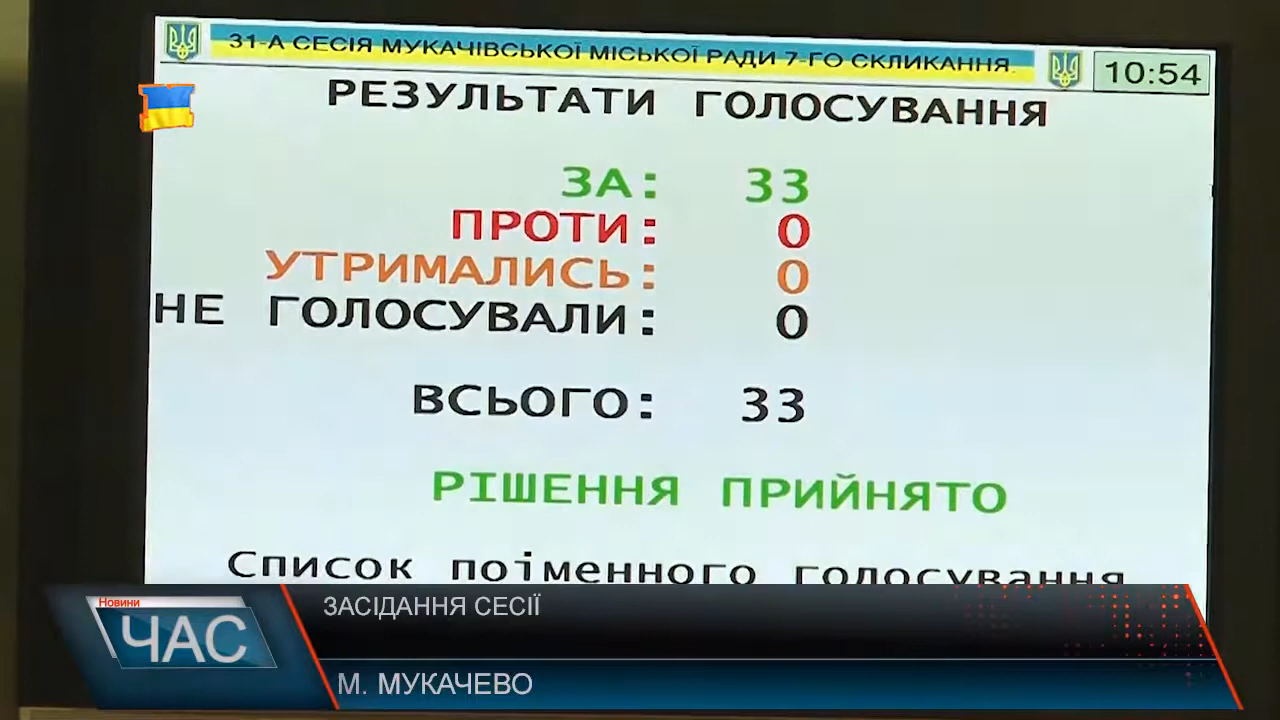 31-А СЕСІЯ МУКАЧІВСЬКОЇ МІСЬКОЇ РАДИ 7-ГО СКЛИКАННЯ.
10:54
РЕЗУЛЬТАТИ ГОЛОСУВАННЯ
ЗА: 33
ПРОТИ: 0
УТРИМАЛИСЬ: 0
НЕ ГОЛОСУВАЛИ: 0
ВСЬОГО: 33
РІШЕННЯ ПРИЙНЯТО
Список поіменного голосування
Новини
ЧАС
ЗАСІДАННЯ СЕСІЇ
М. МУКАЧЕВО